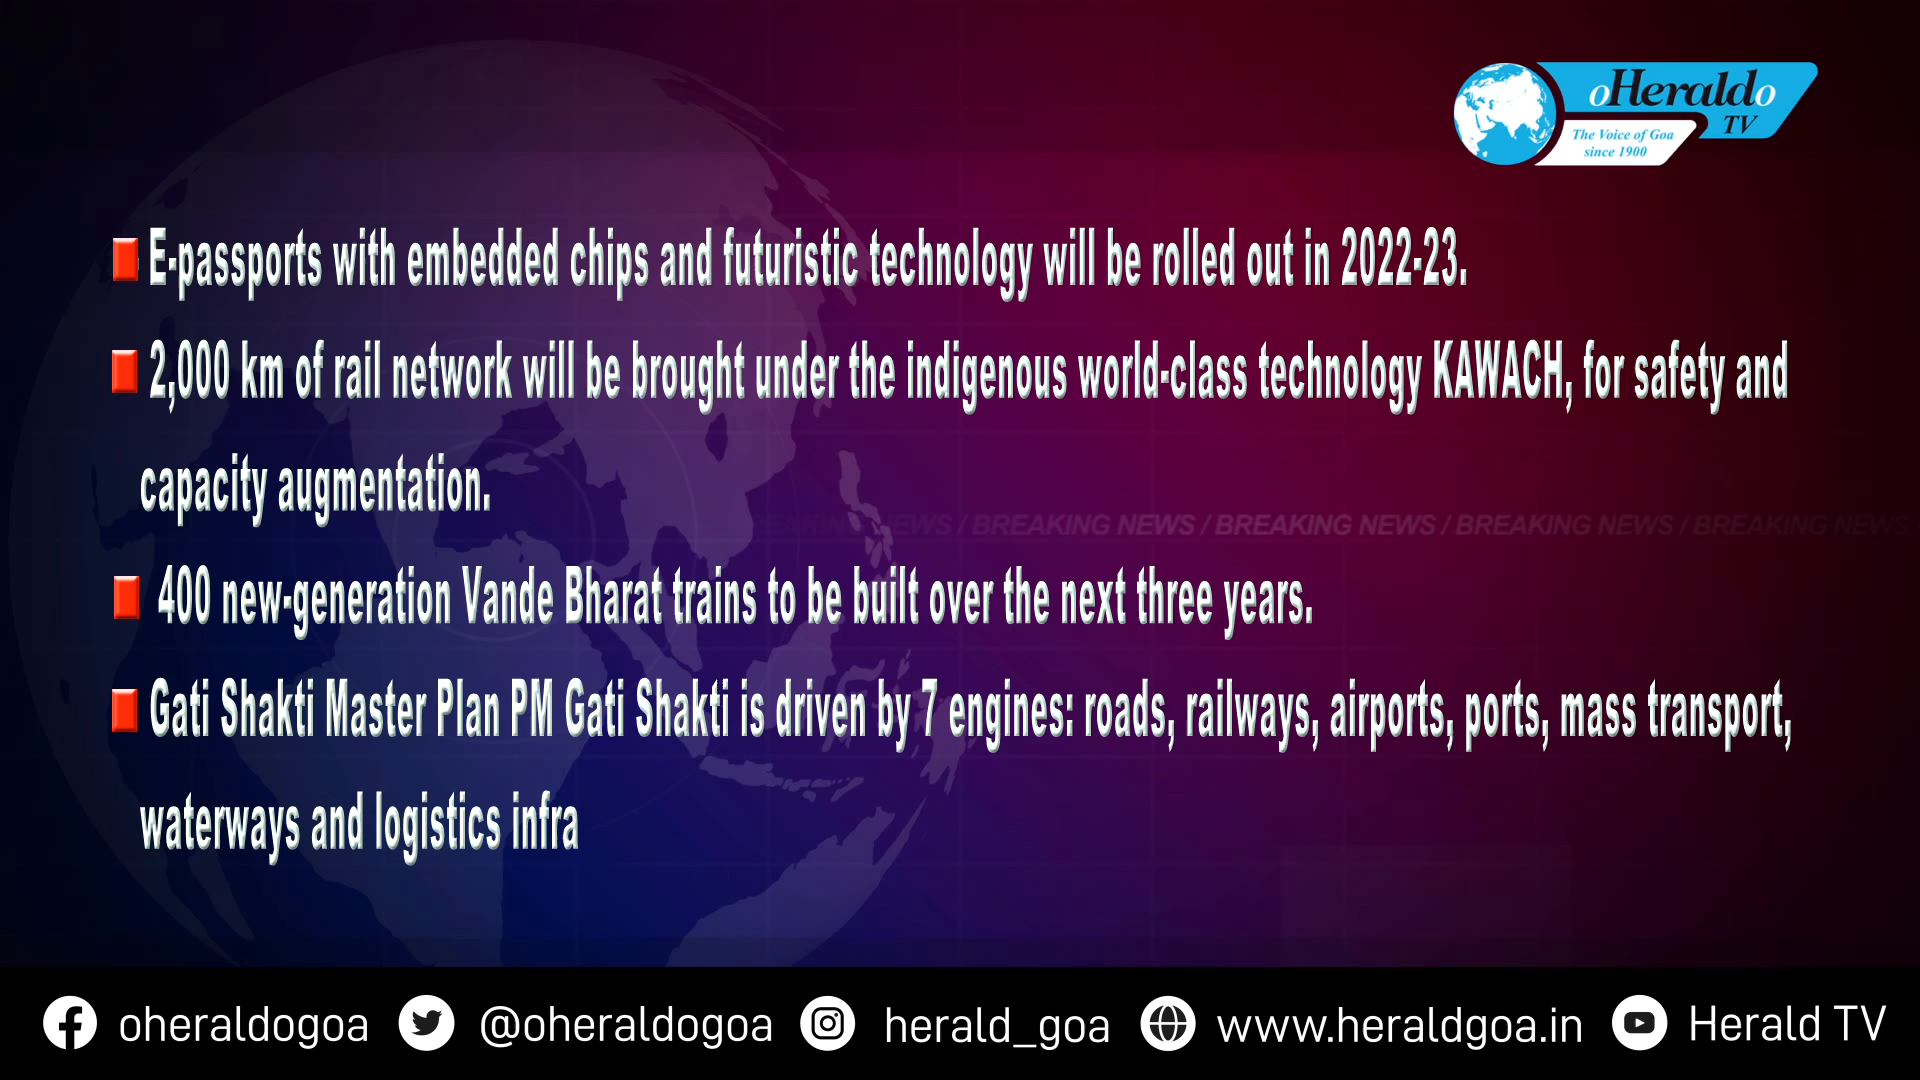 oHeraldo
TV
The Voice of Goa
since 1900
E-passports with embedded chips and futuristic technology will be rolled out in 2022-23.
2,000 km of rail network will be brought under the indigenous world-class technology KAWACH, for safety and
capacity augmentation.
NEWS / BREAKING NEWS / BREAKING NEWS / BREAKING NEWS / BREAKING NEWS
400 new-generation Vande Bharat trains to be built over the next three years.
Gati Shakti Master Plan PM Gati Shakti is driven by 7 engines: roads, railways, airports, ports, mass transport,
waterways and logistics infra
oheraldogoa @oheraldogoa herald_goa www.heraldgoa.in Herald TV